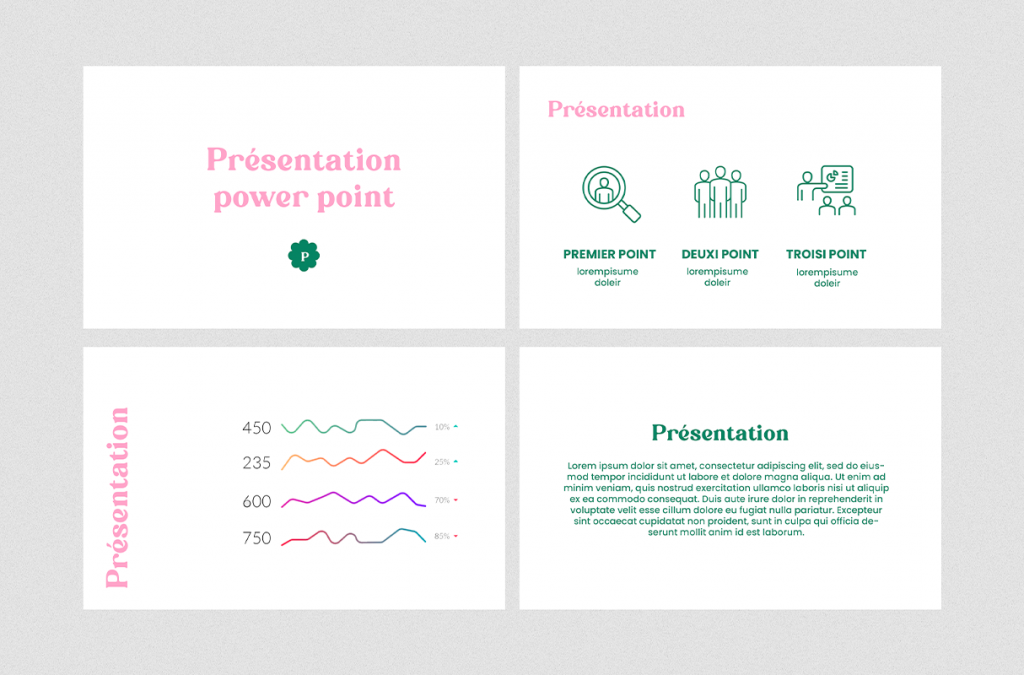 Présentation
power point
P
Présentation
PREMIER POINT
lorempisume
doleir
DEUXI POINT
lorempisume
doleir
TROISI POINT
lorempisume
doleir
Présentation
450
10%
235
25%
600
70%
750
85%
Présentation
Lorem ipsum dolor sit amet, consectetur adipiscing elit, sed do eius-
mod tempor incididunt ut labore et dolore magna aliqua. Ut enim ad
minim veniam, quis nostrud exercitation ullamco laboris nisi ut aliquip
ex ea commodo consequat. Duis aute irure dolor in reprehenderit in
voluptate velit esse cillum dolore eu fugiat nulla pariatur. Excepteur
sint occaecat cupidatat non proident, sunt in culpa qui officia de-
serunt mollit anim id est laborum.